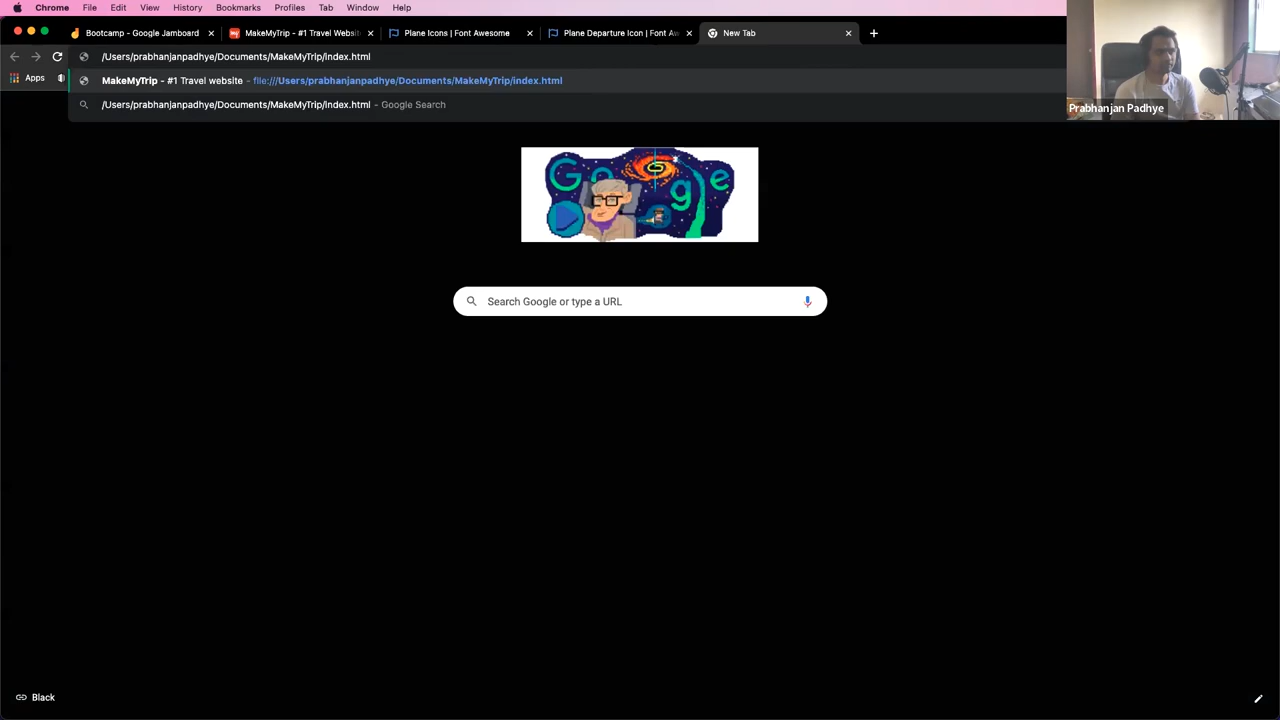 Chrome File Edit View History Bookmarks Profiles Tab Window Help
Bootcamp - Google Jamboard MakeMyTrip - #1 Travel Websit Plane Icons | Font Awesome Plane Departure Icon | Font Aw New Tab
/Users/prabhanjanpadhye/Documents/MakeMyTrip/index.html
Apps
MakeMyTrip - #1 Travel website - file:///Users/prabhanjanpadhye/Documents/MakeMyTrip/index.html
/Users/prabhanjanpadhye/Documents/MakeMyTrip/index.html - Google Search
Prabhanjan Padhye
Google
Search Google or type a URL
Black